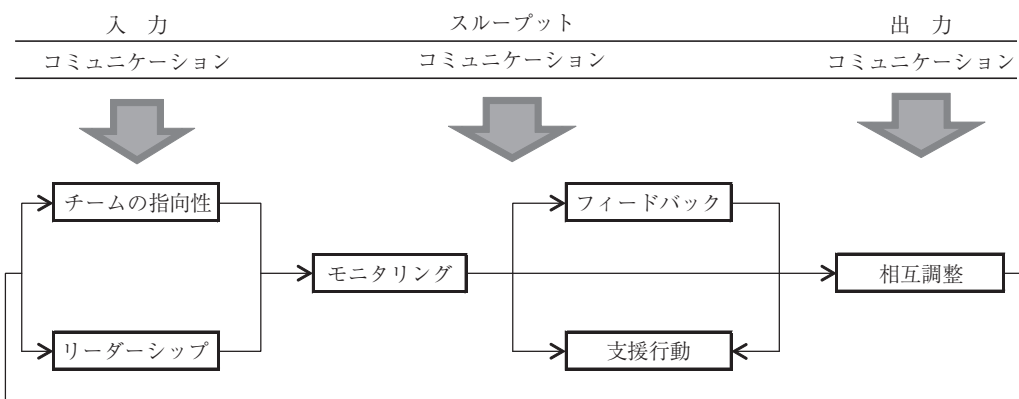 入 力 スループット 出 力
コミュニケーション コミュニケーション コミュニケーション
チームの指向性 フィードバック
モニタリング 相互調整
リーダーシップ 支援行動